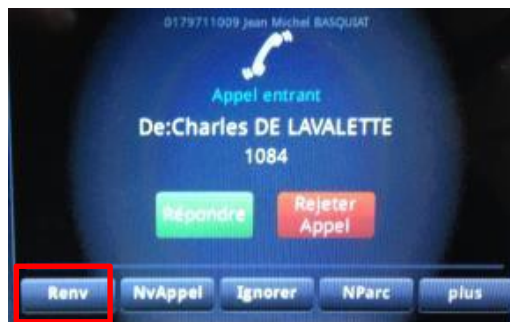 0179711009 Jean Michel BASQUIAT
Appel entrant
De:Charles DE LAVALETTE
1084
Répondre
Rejeter
Appel
Renv
NvAppel
Ignorer
NParc
plus